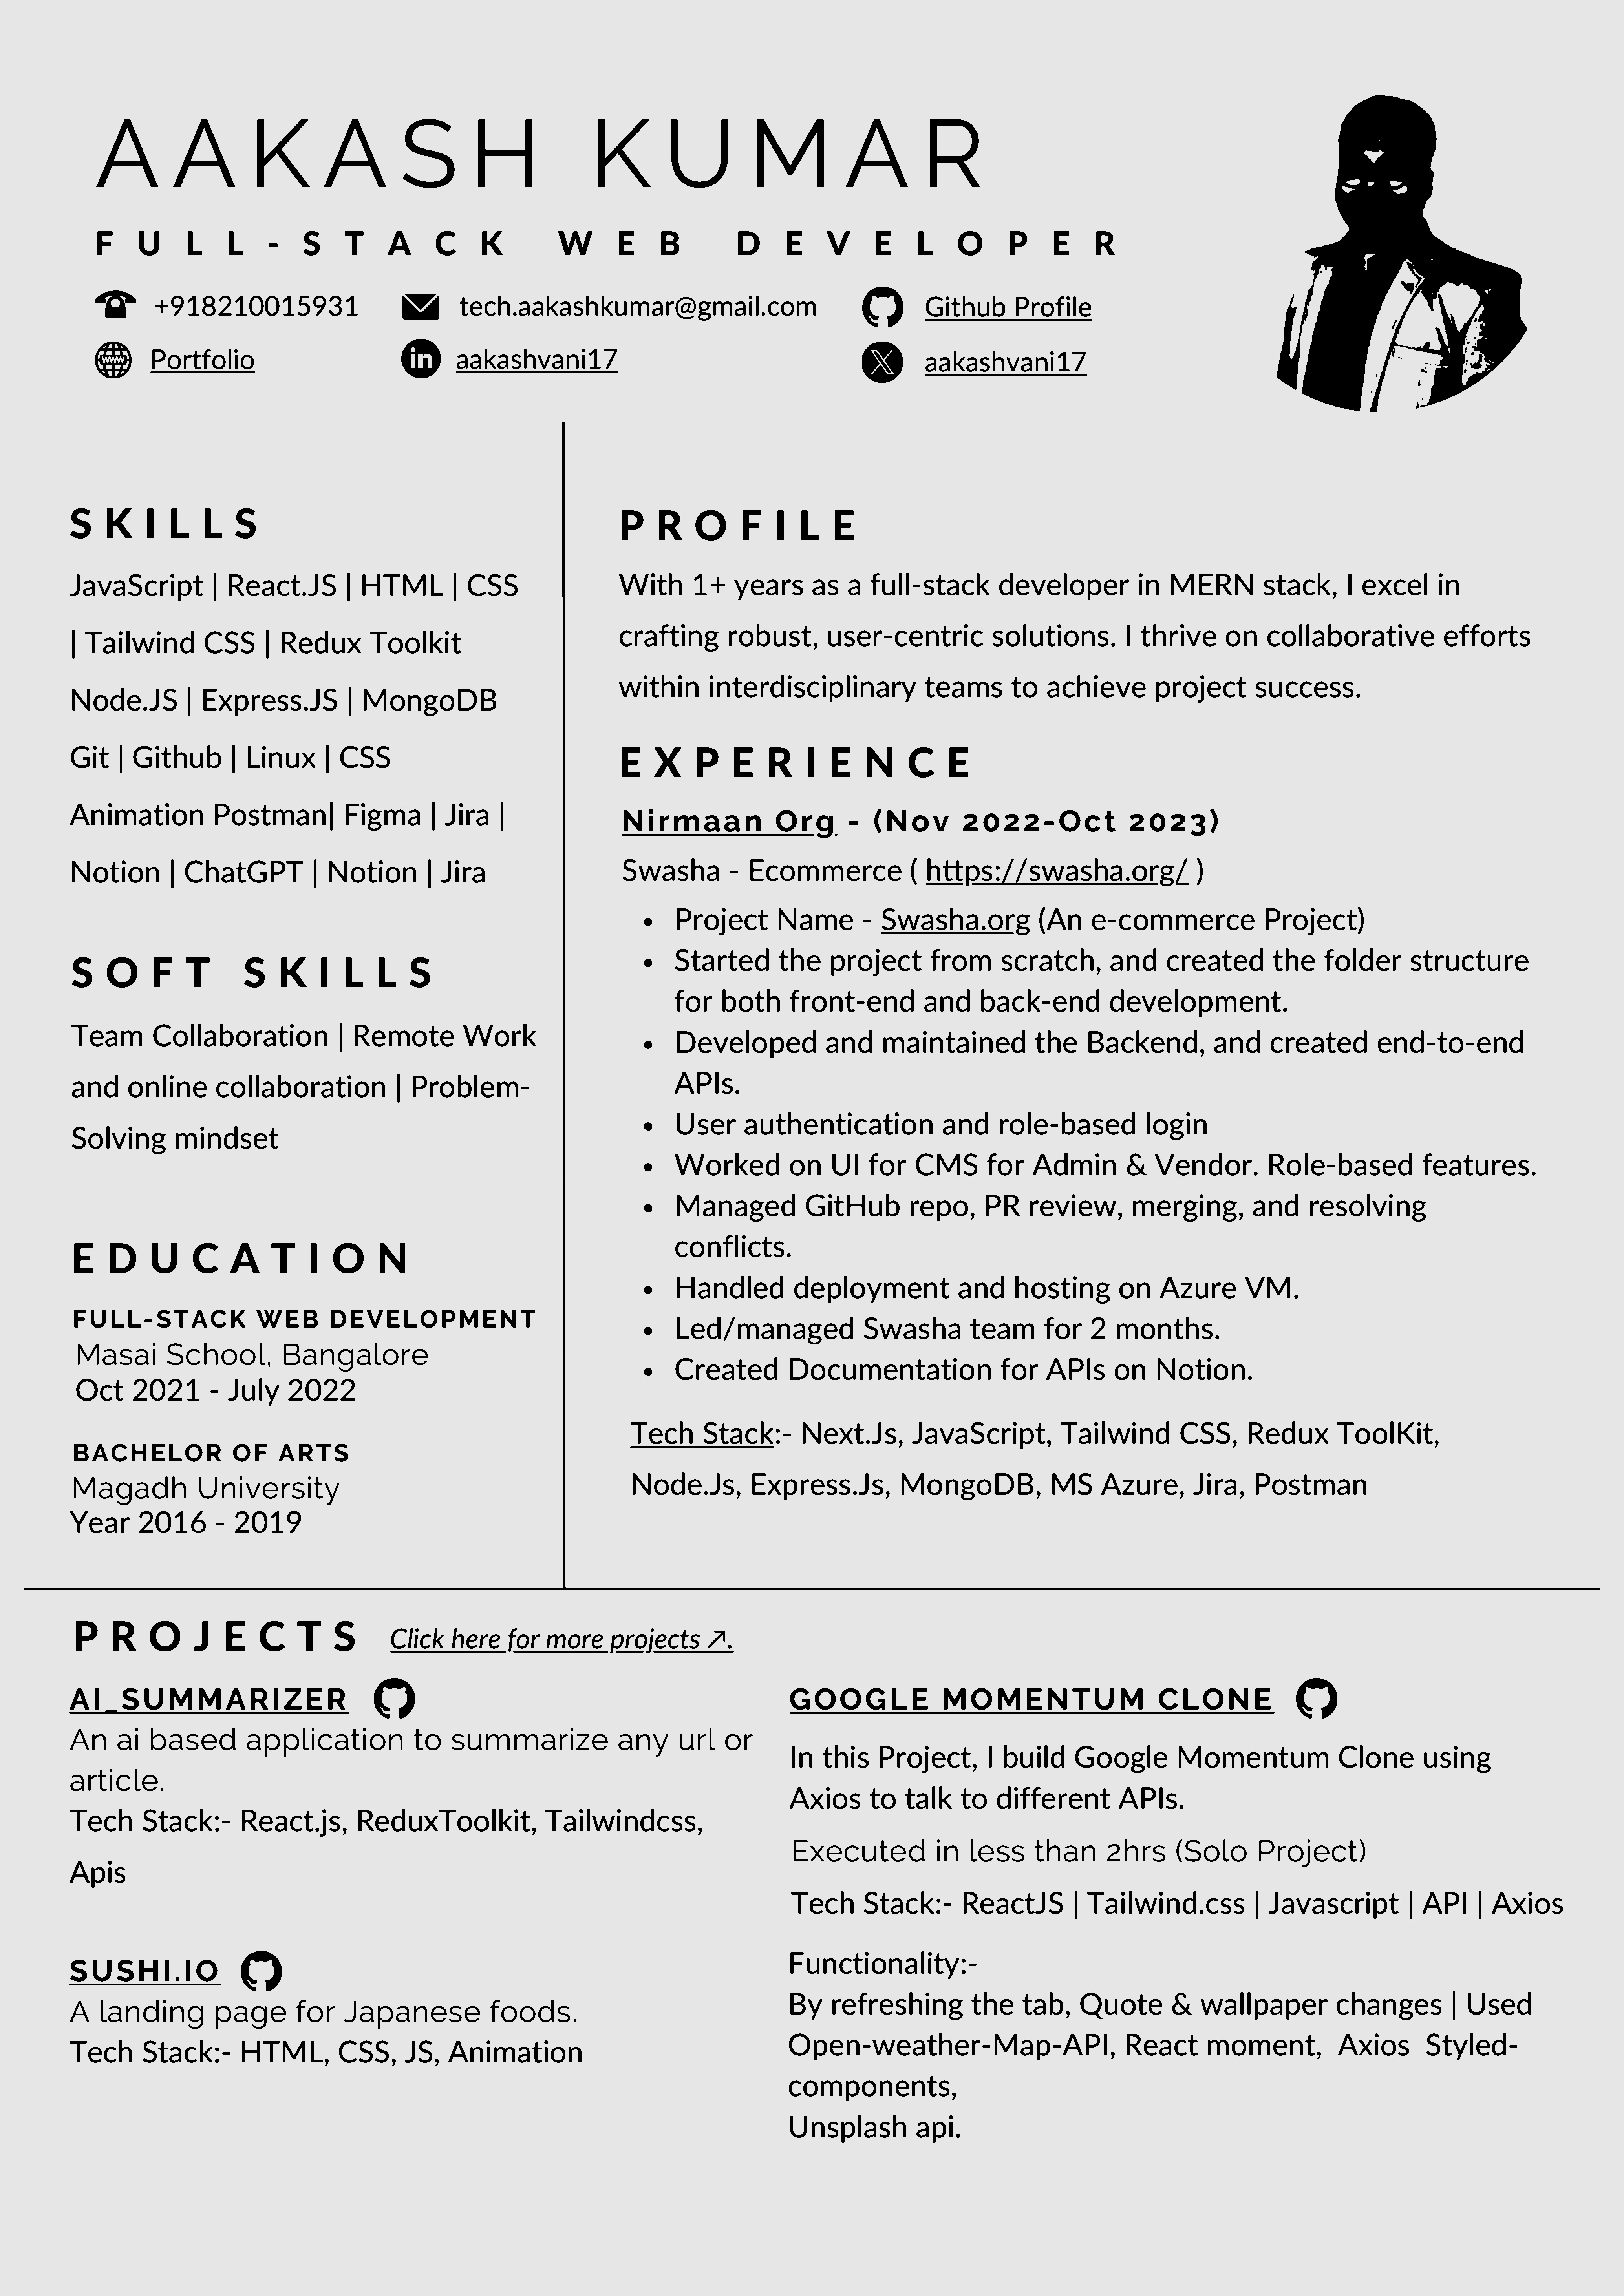 AAKASH KUMAR
FULL-STACK WEB DEVELOPER
+918210015931 tech.aakashkumar@gmail.com Github Profile
Portfolio aakashvani17 aakashvani17
SKILLS
JavaScript | React.JS | HTML | CSS
| Tailwind CSS | Redux Toolkit
Node.JS | Express.JS | MongoDB
Git | Github | Linux | CSS
Animation Postman| Figma | Jira |
Notion | ChatGPT | Notion | Jira
SOFT SKILLS
Team Collaboration | Remote Work
and online collaboration | Problem-
Solving mindset
EDUCATION
FULL-STACK WEB DEVELOPMENT
Masai School, Bangalore
Oct 2021 - July 2022
BACHELOR OF ARTS
Magadh University
Year 2016 - 2019
PROFILE
With 1+ years as a full-stack developer in MERN stack, I excel in
crafting robust, user-centric solutions. I thrive on collaborative efforts
within interdisciplinary teams to achieve project success.
EXPERIENCE
Nirmaan Org - (Nov 2022-Oct 2023)
Swasha - Ecommerce ( https://swasha.org/ )
• Project Name - Swasha.org (An e-commerce Project)
• Started the project from scratch, and created the folder structure
for both front-end and back-end development.
• Developed and maintained the Backend, and created end-to-end
APIs.
• User authentication and role-based login
• Worked on UI for CMS for Admin & Vendor. Role-based features.
• Managed GitHub repo, PR review, merging, and resolving
conflicts.
• Handled deployment and hosting on Azure VM.
• Led/managed Swasha team for 2 months.
• Created Documentation for APIs on Notion.
Tech Stack:- Next.Js, JavaScript, Tailwind CSS, Redux ToolKit,
Node.Js, Express.Js, MongoDB, MS Azure, Jira, Postman
PROJECTS Click here for more projects ↗.
AI_SUMMARIZER
An ai based application to summarize any url or
article.
Tech Stack:- React.js, ReduxToolkit, Tailwindcss,
Apis
SUSHI.IO
A landing page for Japanese foods.
Tech Stack:- HTML, CSS, JS, Animation
GOOGLE MOMENTUM CLONE
In this Project, I build Google Momentum Clone using
Axios to talk to different APIs.
Executed in less than 2hrs (Solo Project)
Tech Stack:- ReactJS | Tailwind.css | Javascript | API | Axios
Functionality:-
By refreshing the tab, Quote & wallpaper changes | Used
Open-weather-Map-API, React moment, Axios Styled-
components,
Unsplash api.